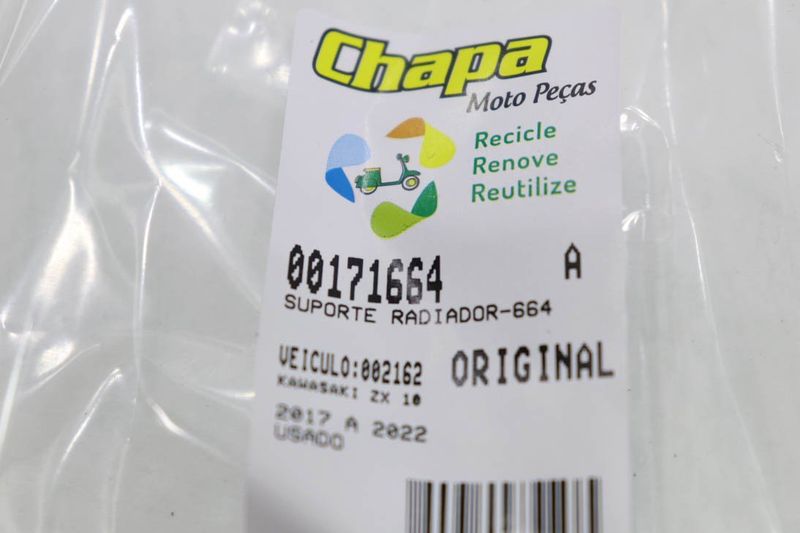 Chapa
Moto Peças
Recicle
Renove
Reutilize
00171664 A
SUPORTE RADIADOR-664
VEICULO:002162 ORIGINAL
KAWASAKI ZX 10
2017 A 2022
USADO